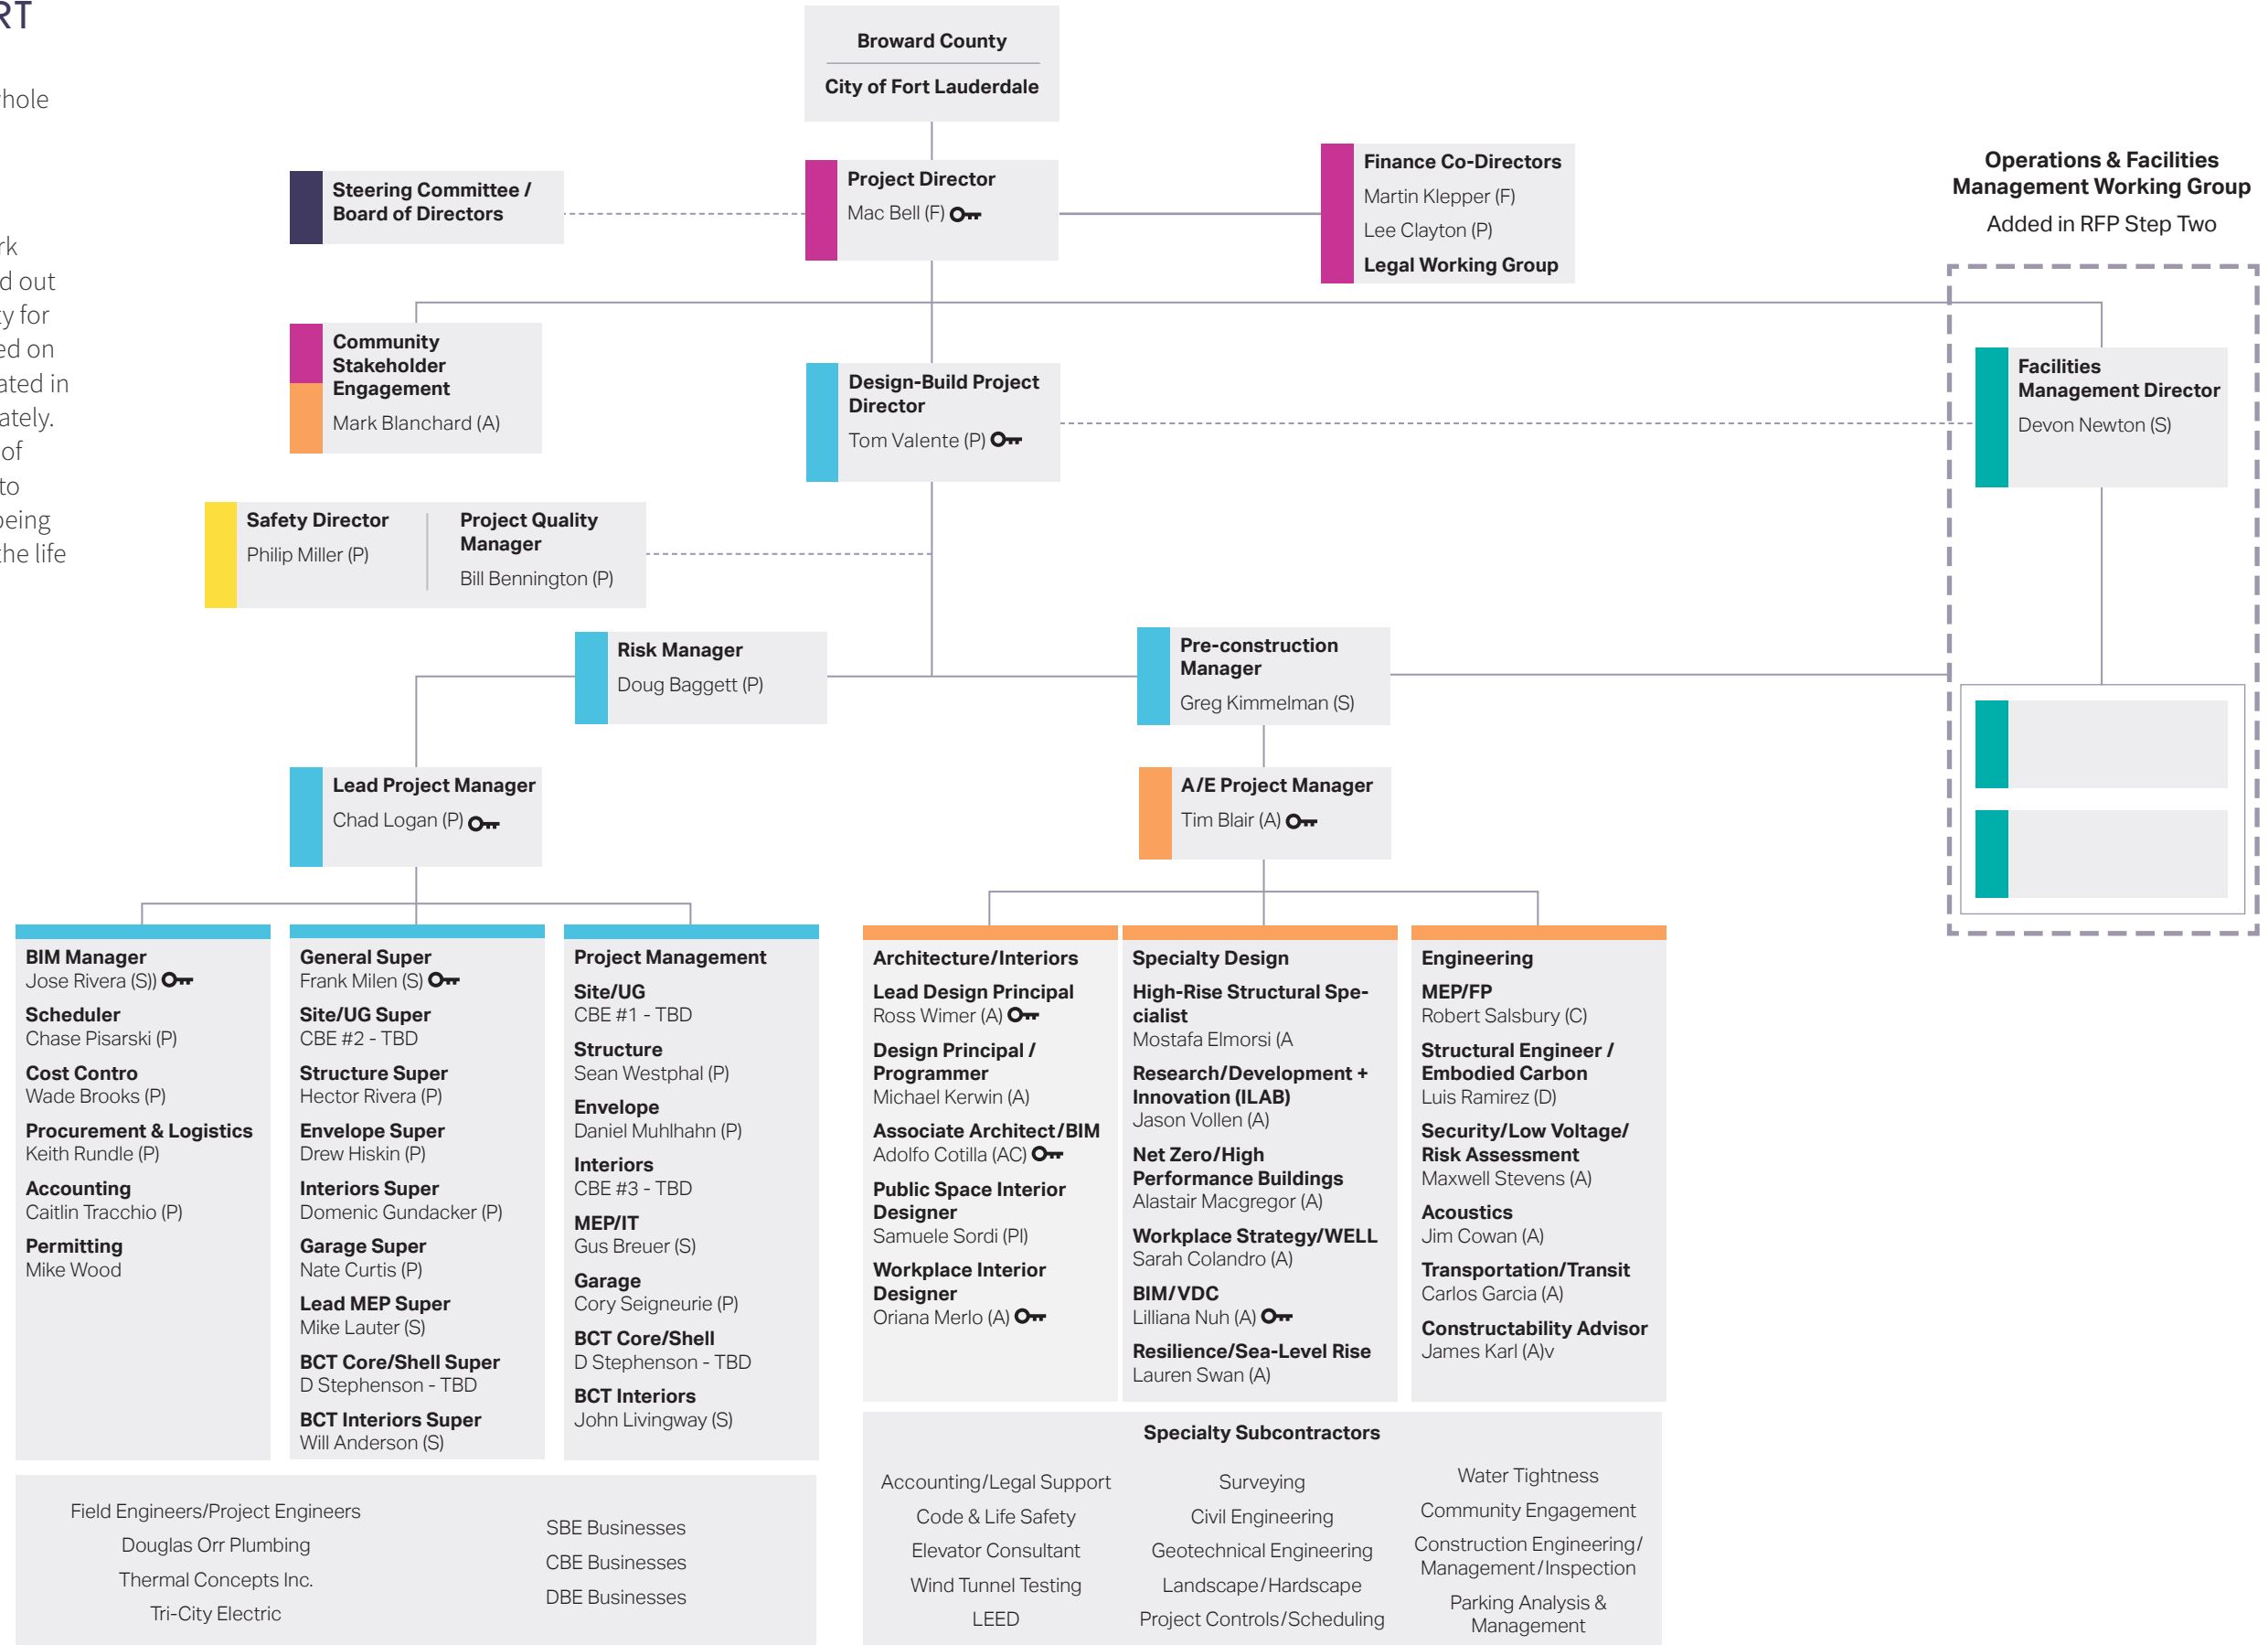 RT
hole
rk
d out
ty for
ed on
ated in
ately.
of
to
being
the life
Broward County
City of Fort Lauderdale
Steering Committee /
Board of Directors
Project Director
Mac Bell (F)
Finance Co-Directors
Martin Klepper (F)
Lee Clayton (P)
Legal Working Group
Operations & Facilities
Management Working Group
Added in RFP Step Two
Community
Stakeholder
Engagement
Mark Blanchard (A)
Design-Build Project
Director
Tom Valente (P)
Facilities
Management Director
Devon Newton (S)
Safety Director
Philip Miller (P)
Project Quality
Manager
Bill Bennington (P)
Risk Manager
Doug Baggett (P)
Pre-construction
Manager
Greg Kimmelman (S)
Lead Project Manager
Chad Logan (P)
A/E Project Manager
Tim Blair (A)
BIM Manager
Jose Rivera (S))
Scheduler
Chase Pisarski (P)
Cost Contro
Wade Brooks (P)
Procurement & Logistics
Keith Rundle (P)
Accounting
Caitlin Tracchio (P)
Permitting
Mike Wood
General Super
Frank Milen (S)
Site/UG Super
CBE #2 - TBD
Structure Super
Hector Rivera (P)
Envelope Super
Drew Hiskin (P)
Interiors Super
Domenic Gundacker (P)
Garage Super
Nate Curtis (P)
Lead MEP Super
Mike Lauter (S)
BCT Core/Shell Super
D Stephenson - TBD
BCT Interiors Super
Will Anderson (S)
Project Management
Site/UG
CBE #1 - TBD
Structure
Sean Westphal (P)
Envelope
Daniel Muhlhahn (P)
Interiors
CBE #3 - TBD
MEP/IT
Gus Breuer (S)
Garage
Cory Seigneurie (P)
BCT Core/Shell
D Stephenson - TBD
BCT Interiors
John Livingway (S)
Architecture/Interiors
Lead Design Principal
Ross Wimer (A)
Design Principal /
Programmer
Michael Kerwin (A)
Associate Architect/BIM
Adolfo Cotilla (AC)
Public Space Interior
Designer
Samuele Sordi (PI)
Workplace Interior
Designer
Oriana Merlo (A)
Specialty Design
High-Rise Structural Spe-
cialist
Mostafa Elmorsi (A
Research/Development +
Innovation (ILAB)
Jason Vollen (A)
Net Zero/High
Performance Buildings
Alastair Macgregor (A)
Workplace Strategy/WELL
Sarah Colandro (A)
BIM/VDC
Lilliana Nuh (A)
Resilience/Sea-Level Rise
Lauren Swan (A)
Engineering
MEP/FP
Robert Salsbury (C)
Structural Engineer /
Embodied Carbon
Luis Ramirez (D)
Security/Low Voltage/
Risk Assessment
Maxwell Stevens (A)
Acoustics
Jim Cowan (A)
Transportation/Transit
Carlos Garcia (A)
Constructability Advisor
James Karl (A)v
Field Engineers/Project Engineers
Douglas Orr Plumbing
Thermal Concepts Inc.
Tri-City Electric
SBE Businesses
CBE Businesses
DBE Businesses
Specialty Subcontractors
Accounting/Legal Support
Code & Life Safety
Elevator Consultant
Wind Tunnel Testing
LEED
Surveying
Civil Engineering
Geotechnical Engineering
Landscape/Hardscape
Project Controls/Scheduling
Water Tightness
Community Engagement
Construction Engineering/
Management/Inspection
Parking Analysis &
Management